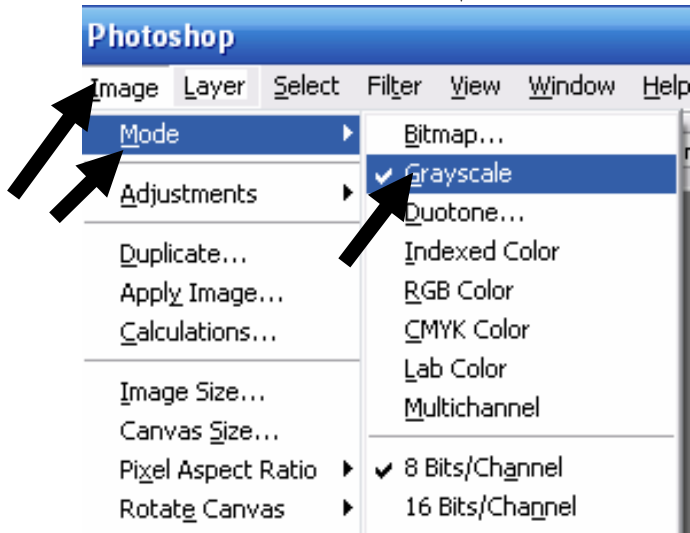 Photoshop
Image Layer Select Filter View Window Help
Mode
Adjustments
Duplicate...
Apply Image...
Calculations...
Image Size...
Canvas Size...
Pixel Aspect Ratio
Rotate Canvas
Bitmap...
Grayscale
Duotone...
Indexed Color
RGB Color
CMYK Color
Lab Color
Multichannel
8 Bits/Channel
16 Bits/Channel